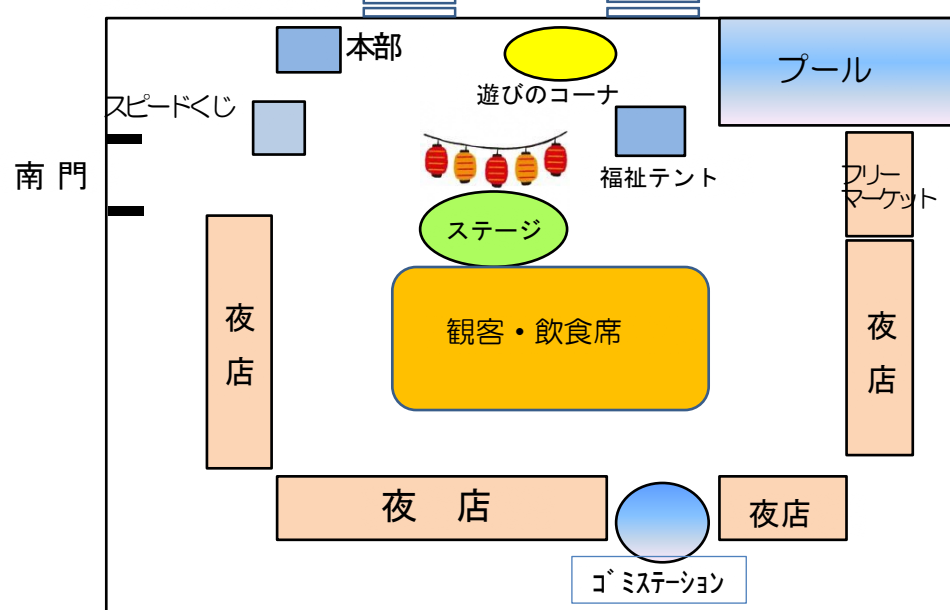 本部
プール
遊びのコーナ
スピードくじ
福祉テント
南門
フリー
マーケット
ステージ
夜店
観客・飲食席
夜店
夜店
夜店
ｺﾞﾐｽﾃｰｼｮﾝ